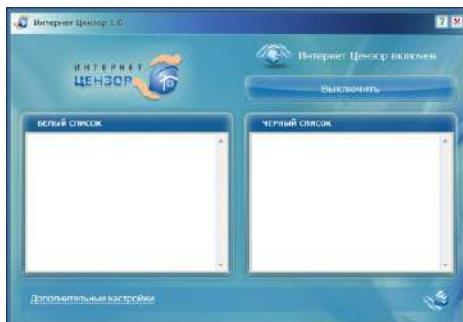 Интернет Цензор 1.0
ИНТЕРНЕТ
ЦЕНЗОР
Интернет Цензор включен
Выключить
БЕЛЫЙ СПИСОК
ЧЕРНЫЙ СПИСОК
Дополнительные настройки